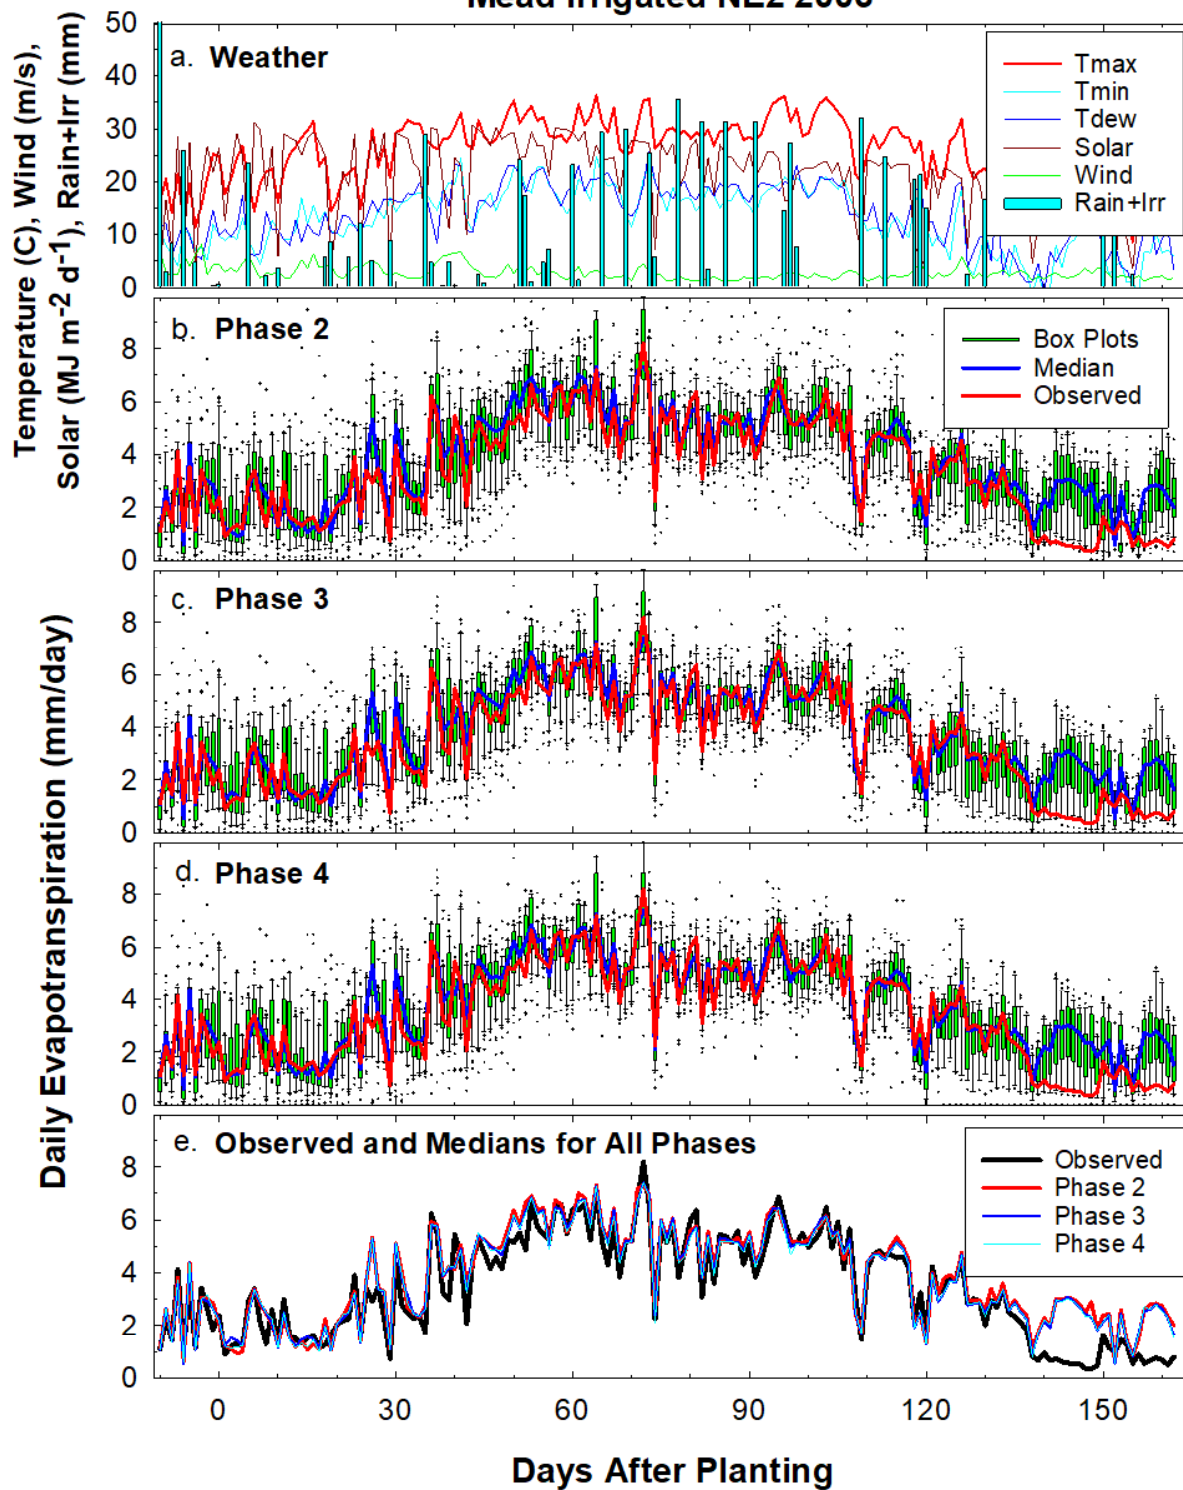 Mead Irrigated NE2 2003
a. Weather
Temperature (C), Wind (m/s),
Solar (MJ m-2 d-1), Rain+Irr (mm)
50
40
30
20
10
0
Tmax
Tmin
Tdew
Solar
Wind
Rain+Irr
b. Phase 2
8
6
4
2
0
Box Plots
Median
Observed
c. Phase 3
8
6
4
2
0
Daily Evapotranspiration (mm/day)
d. Phase 4
8
6
4
2
0
e. Observed and Medians for All Phases
8
6
4
2
0
Observed
Phase 2
Phase 3
Phase 4
0 30 60 90 120 150
Days After Planting